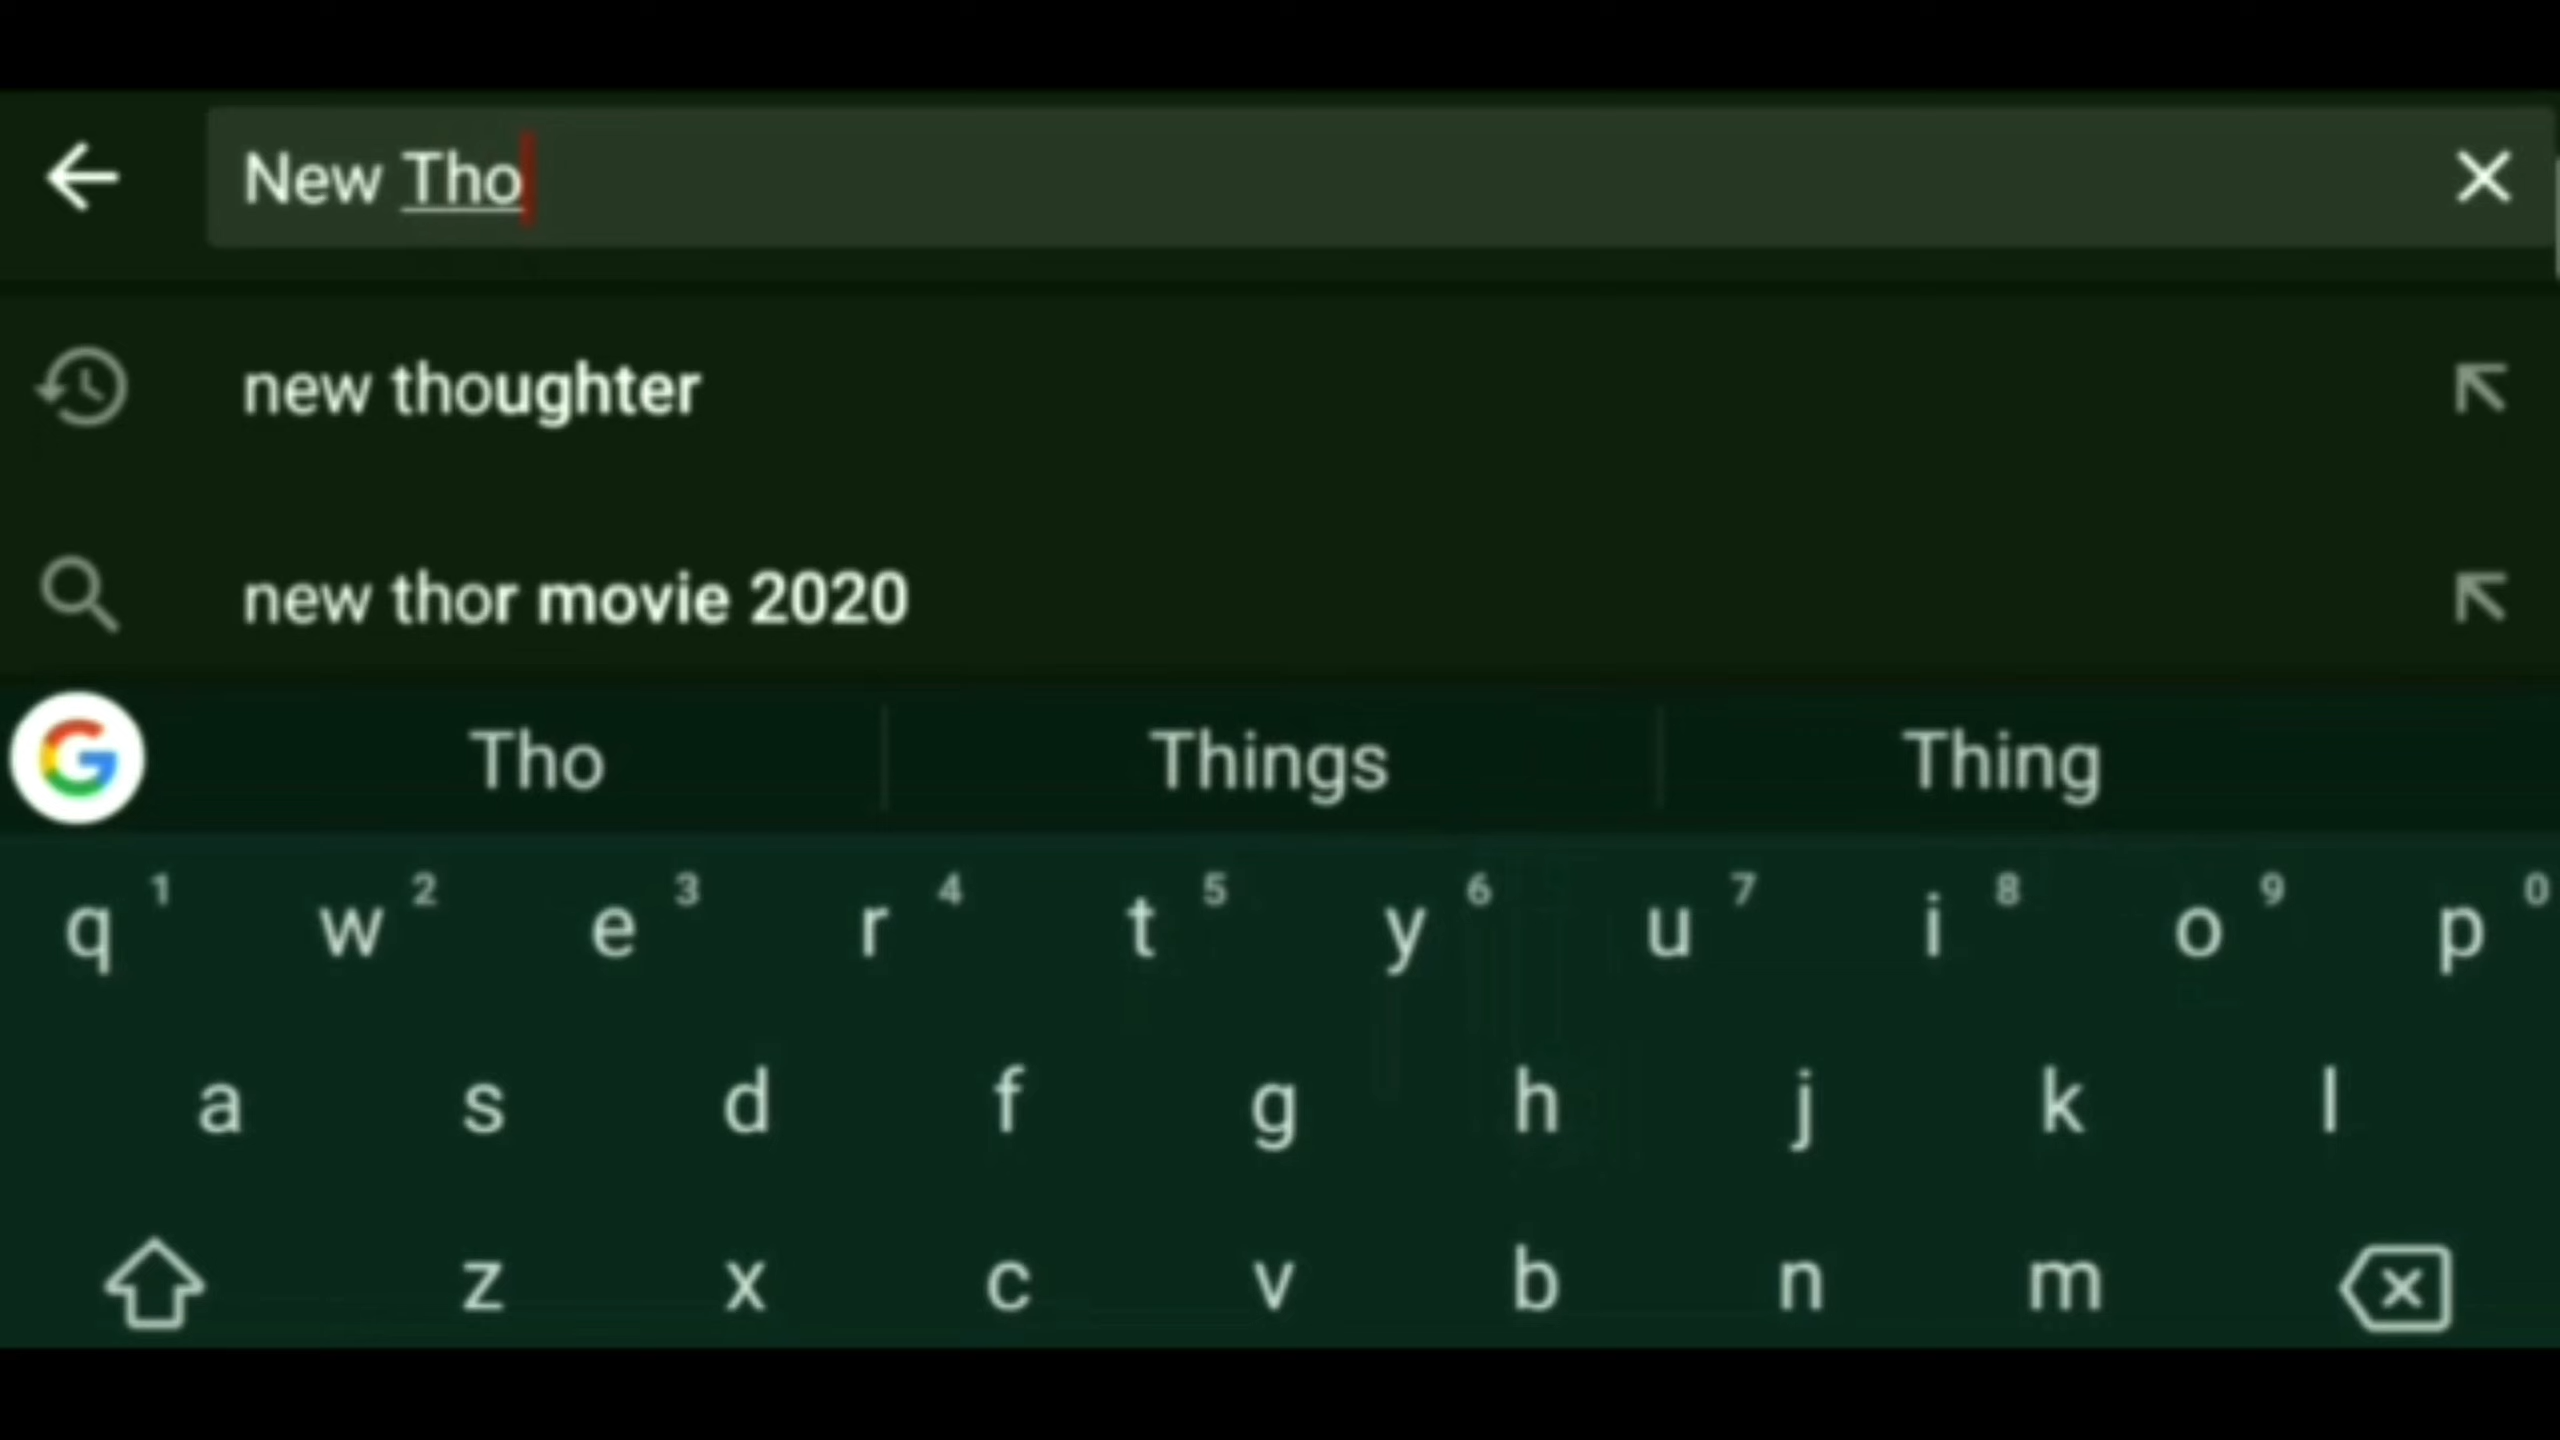 New Tho
new thoughter
new thor movie 2020
G Tho Things Thing
q 1 w 2 e 3 r 4 t 5 y 6 u 7 i 8 o 9 p 0
a s d f g h j k l
z x c v b n m